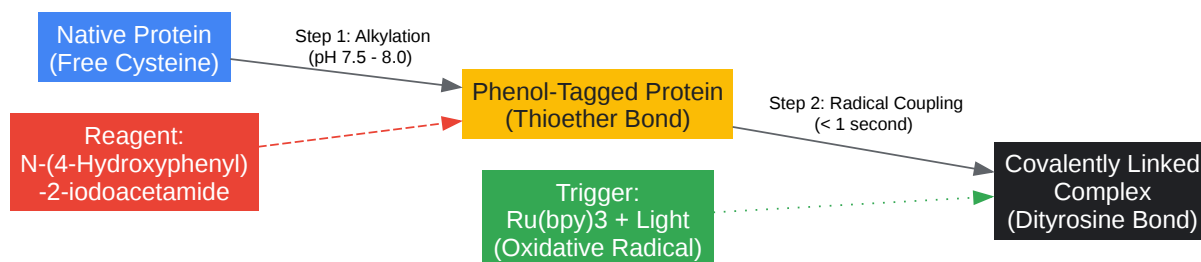 Native Protein
(Free Cysteine)
Step 1: Alkylation
(pH 7.5 - 8.0)
Reagent:
N-(4-Hydroxyphenyl)
-2-iodoacetamide
Phenol-Tagged Protein
(Thioether Bond)
Step 2: Radical Coupling
(< 1 second)
Trigger:
Ru(bpy)3 + Light
(Oxidative Radical)
Covalently Linked
Complex
(Dityrosine Bond)